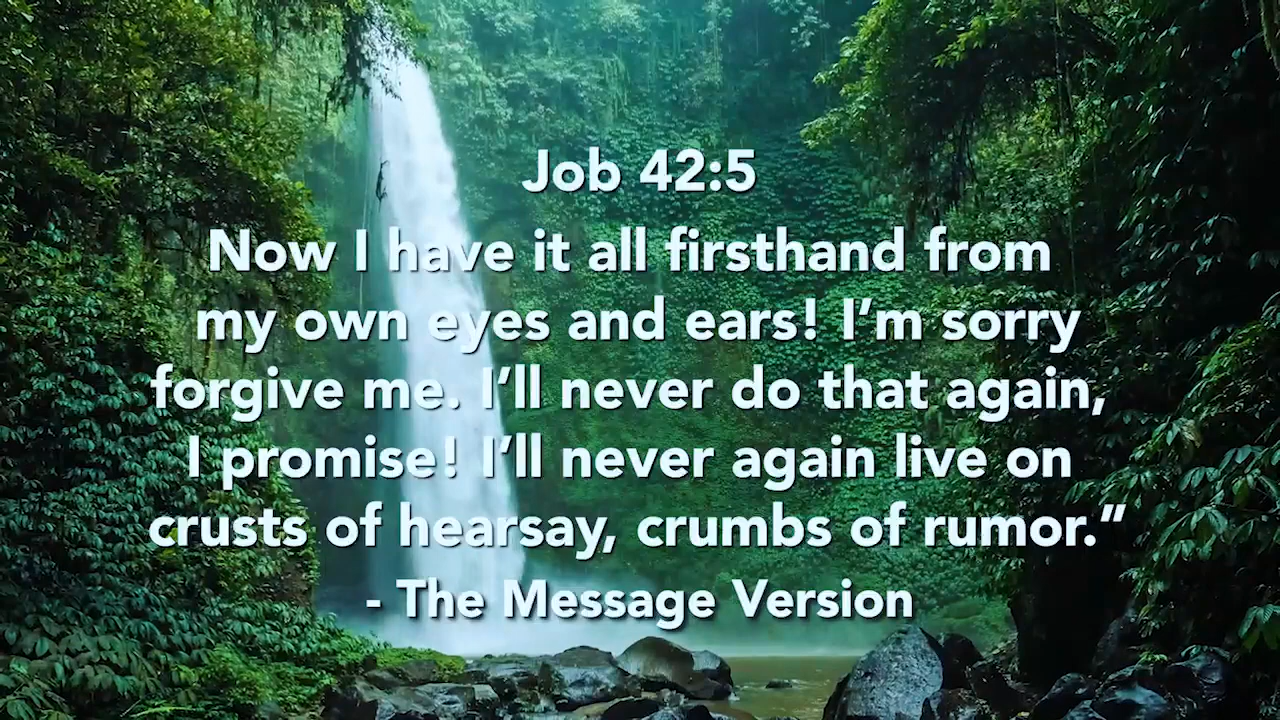 Job 42:5
Now I have it all firsthand from
my own eyes and ears! I’m sorry
forgive me. I’ll never do that again,
I promise! I’ll never again live on
crusts of hearsay, crumbs of rumor.”
- The Message Version